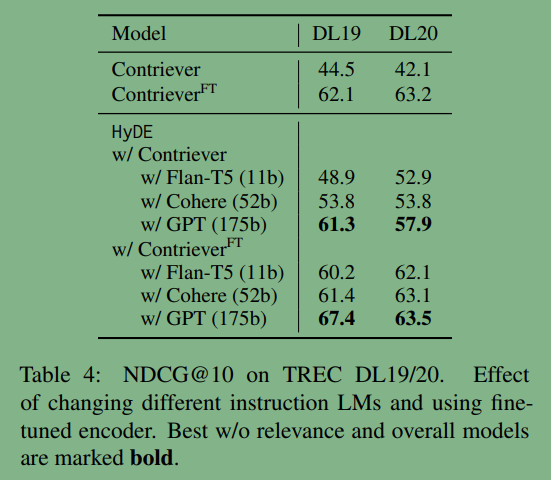 Model DL19 DL20
Contriever 44.5 42.1
Contriever^FT 62.1 63.2
HyDE
w/ Contriever
w/ Flan-T5 (11b) 48.9 52.9
w/ Cohere (52b) 53.8 53.8
w/ GPT (175b) 61.3 57.9
w/ Contriever^FT
w/ Flan-T5 (11b) 60.2 62.1
w/ Cohere (52b) 61.4 63.1
w/ GPT (175b) 67.4 63.5
Table 4: NDCG@10 on TREC DL19/20. Effect
of changing different instruction LMs and using fine-
tuned encoder. Best w/o relevance and overall models
are marked bold.